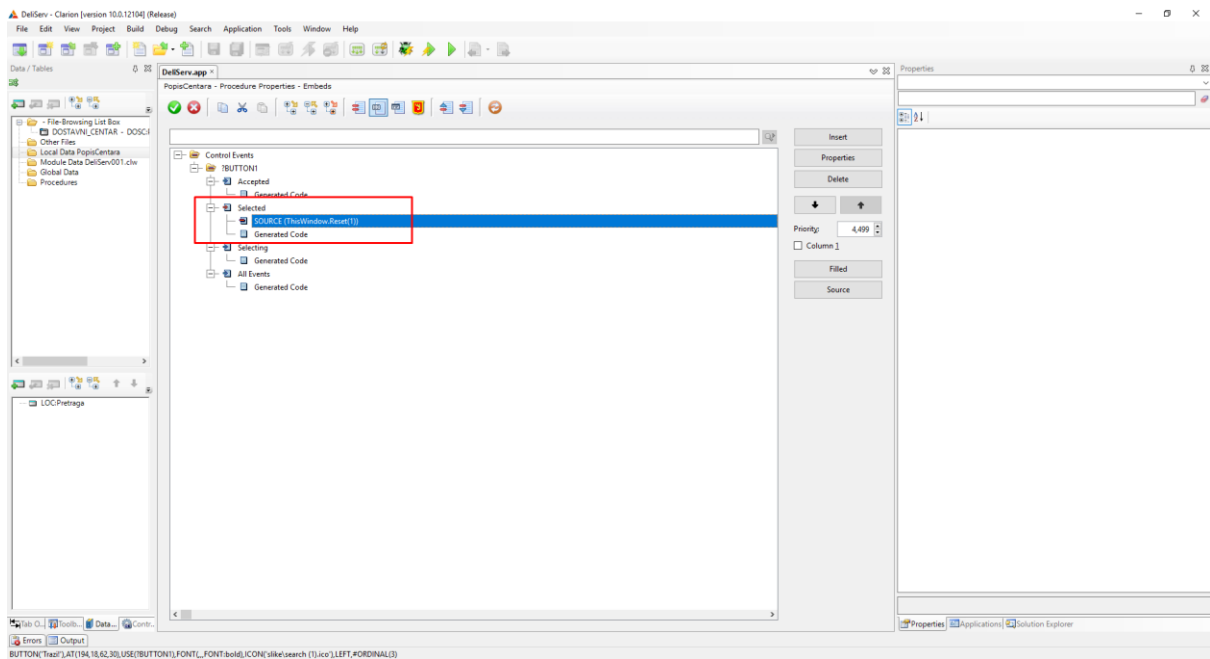 DeliServ - Clarion [version 10.0.12104] (Release)
File Edit View Project Build Debug Search Application Tools Window Help
Data / Tables
DeliServ.app
Properties
PopisCentara - Procedure Properties - Embeds
- File-Browsing List Box
DOSTAVNI_CENTAR - DOSC:
Other Files
Local Data PopisCentara
Module Data DeliServ001.clw
Global Data
Procedures
Control Events
?BUTTON1
Accepted
Generated Code
Selected
SOURCE (ThisWindow.Reset(1))
Generated Code
Selecting
Generated Code
All Events
Generated Code
Insert
Properties
Delete
Priority: 4,499
Column 1
Filled
Source
LOC:Pretraga
Tab O... Toolb... Data... Contr...
Properties Applications Solution Explorer
Errors Output
BUTTON('Trazi!'),AT(194,18,62,30),USE(?BUTTON1),FONT(,,,FONT:bold),ICON('slike\search (1).ico'),LEFT,#ORDINAL(3)